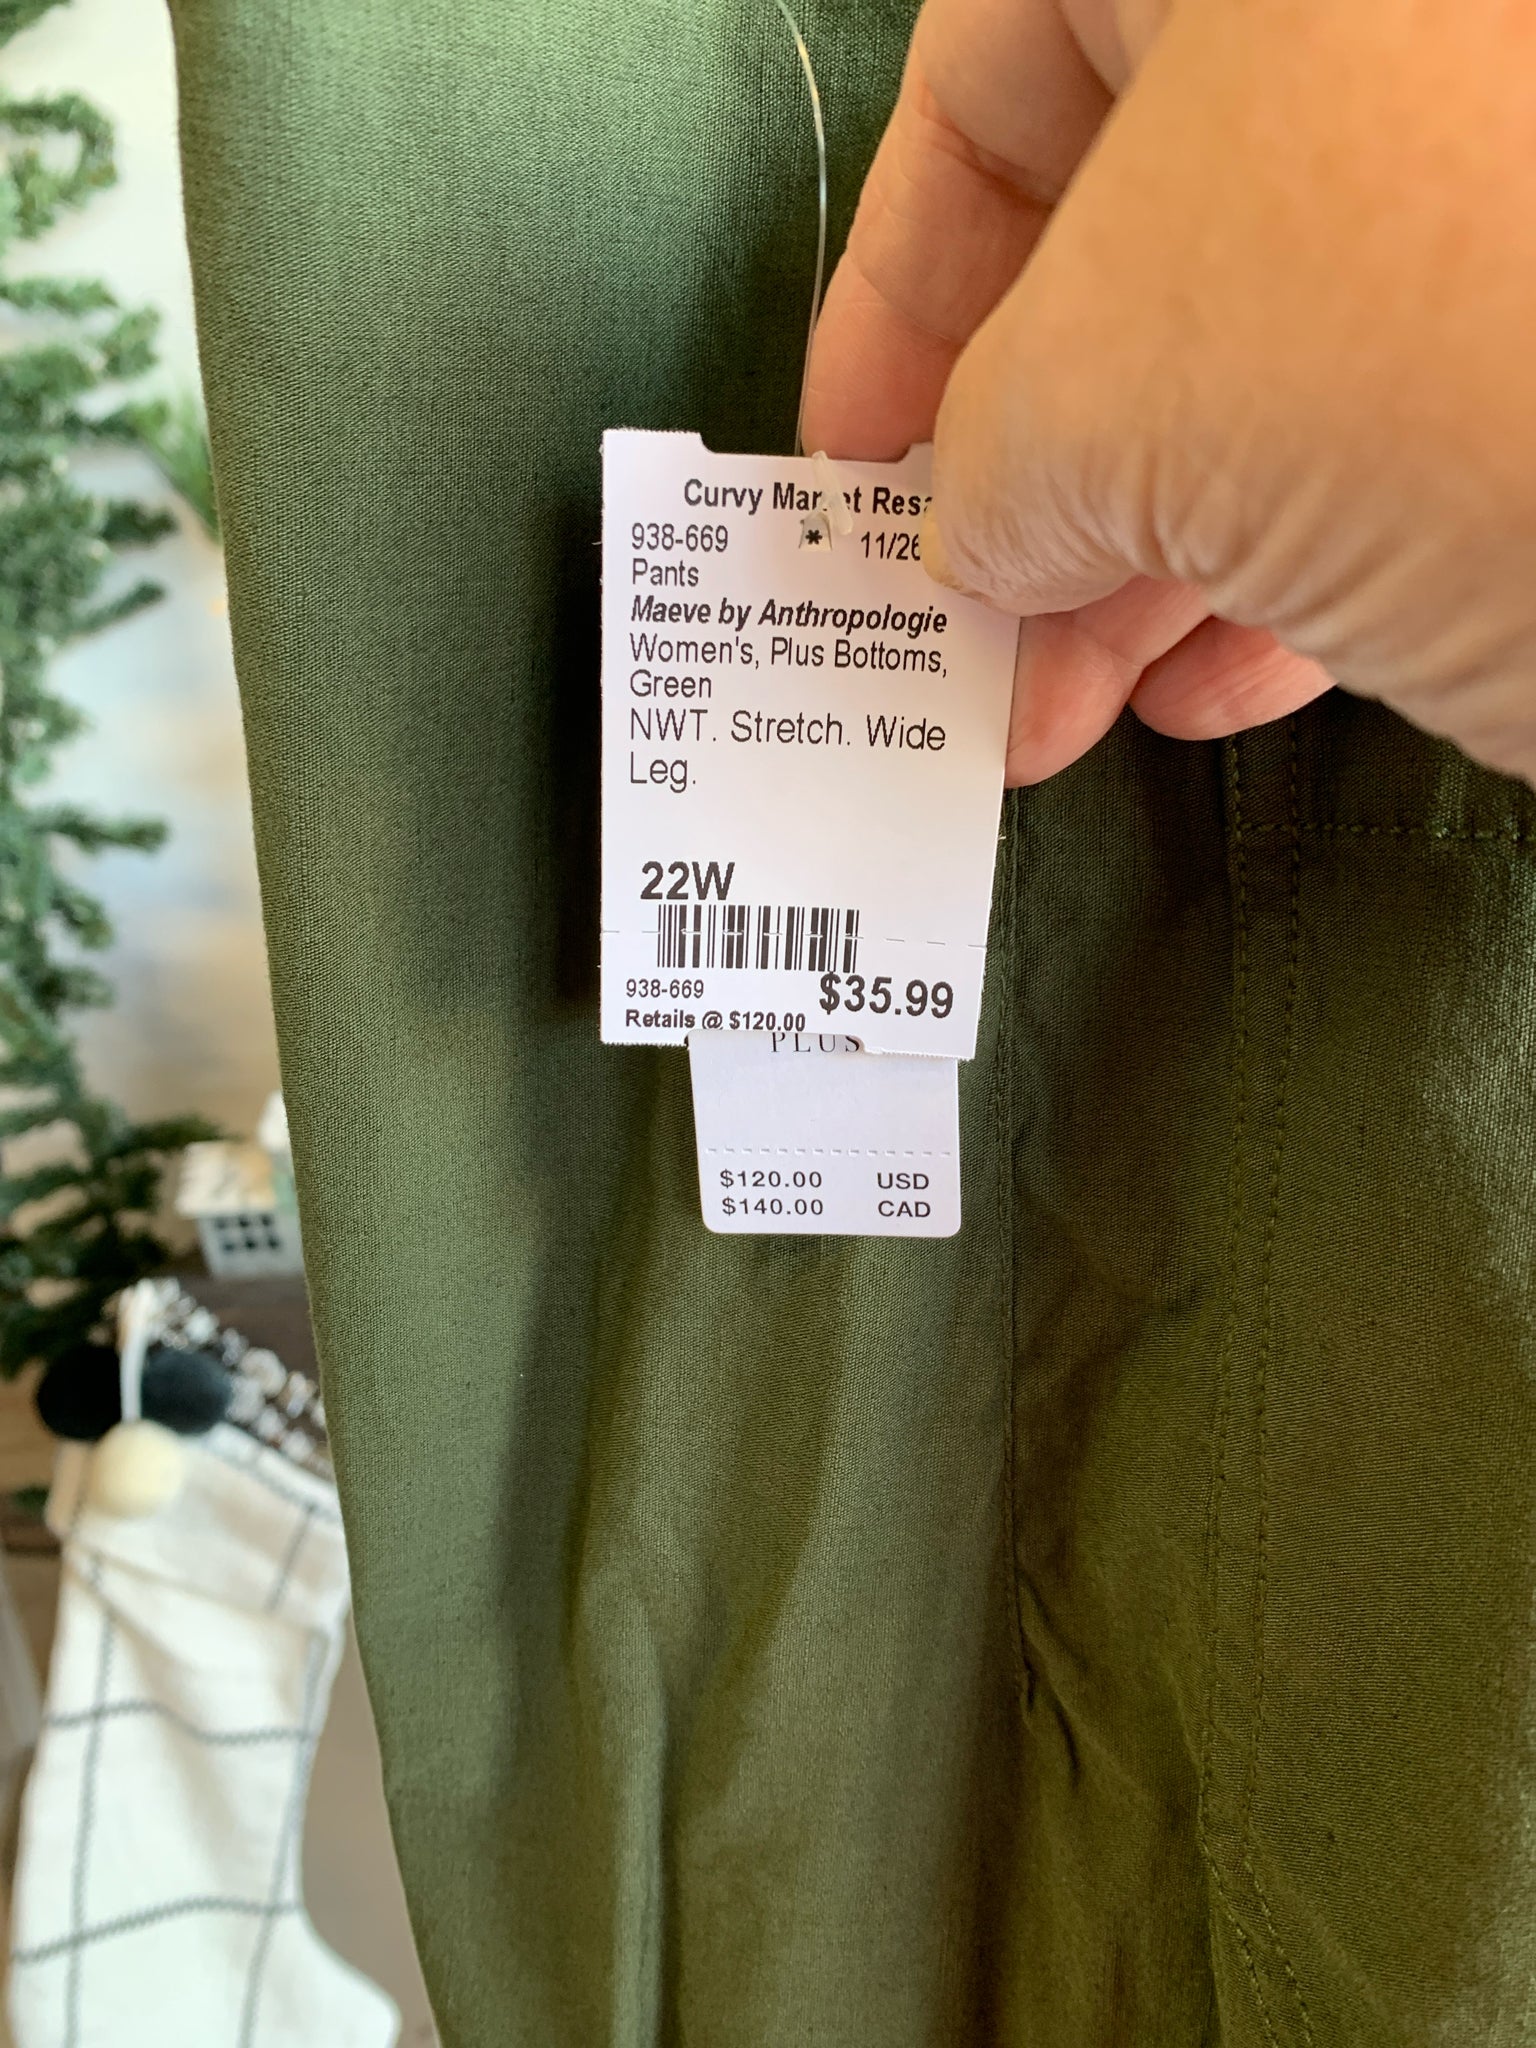 Curvy Market
938-669 * 11/26
Pants
Maeve by Anthropologie
Women's, Plus Bottoms,
Green
NWT. Stretch. Wide
Leg.
22W
938-669 $35.99
Retails @ $120.00
PLUS
$120.00 USD
$140.00 CAD